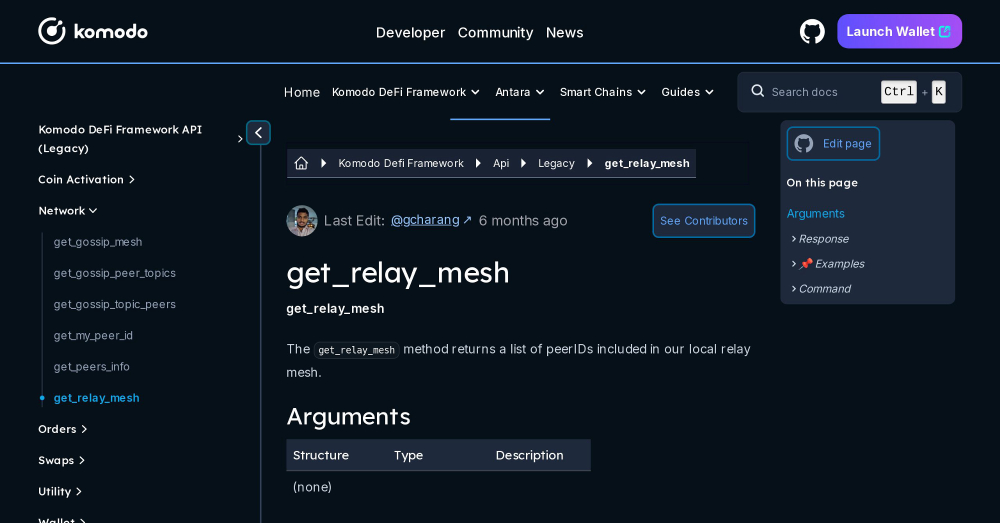 komodo
Developer Community News
Launch Wallet
Home Komodo DeFi Framework Antara Smart Chains Guides
Search docs Ctrl + K
Komodo DeFi Framework API
(Legacy)
Coin Activation
Network
get_gossip_mesh
get_gossip_peer_topics
get_gossip_topic_peers
get_my_peer_id
get_peers_info
get_relay_mesh
Orders
Swaps
Utility
Wallet
Komodo Defi Framework Api Legacy get_relay_mesh
Last Edit: @gcharang ↗ 6 months ago
See Contributors
get_relay_mesh
get_relay_mesh
The get_relay_mesh method returns a list of peerIDs included in our local relay
mesh.
Arguments
Structure Type Description
(none)
Edit page
On this page
Arguments
Response
📌 Examples
Command